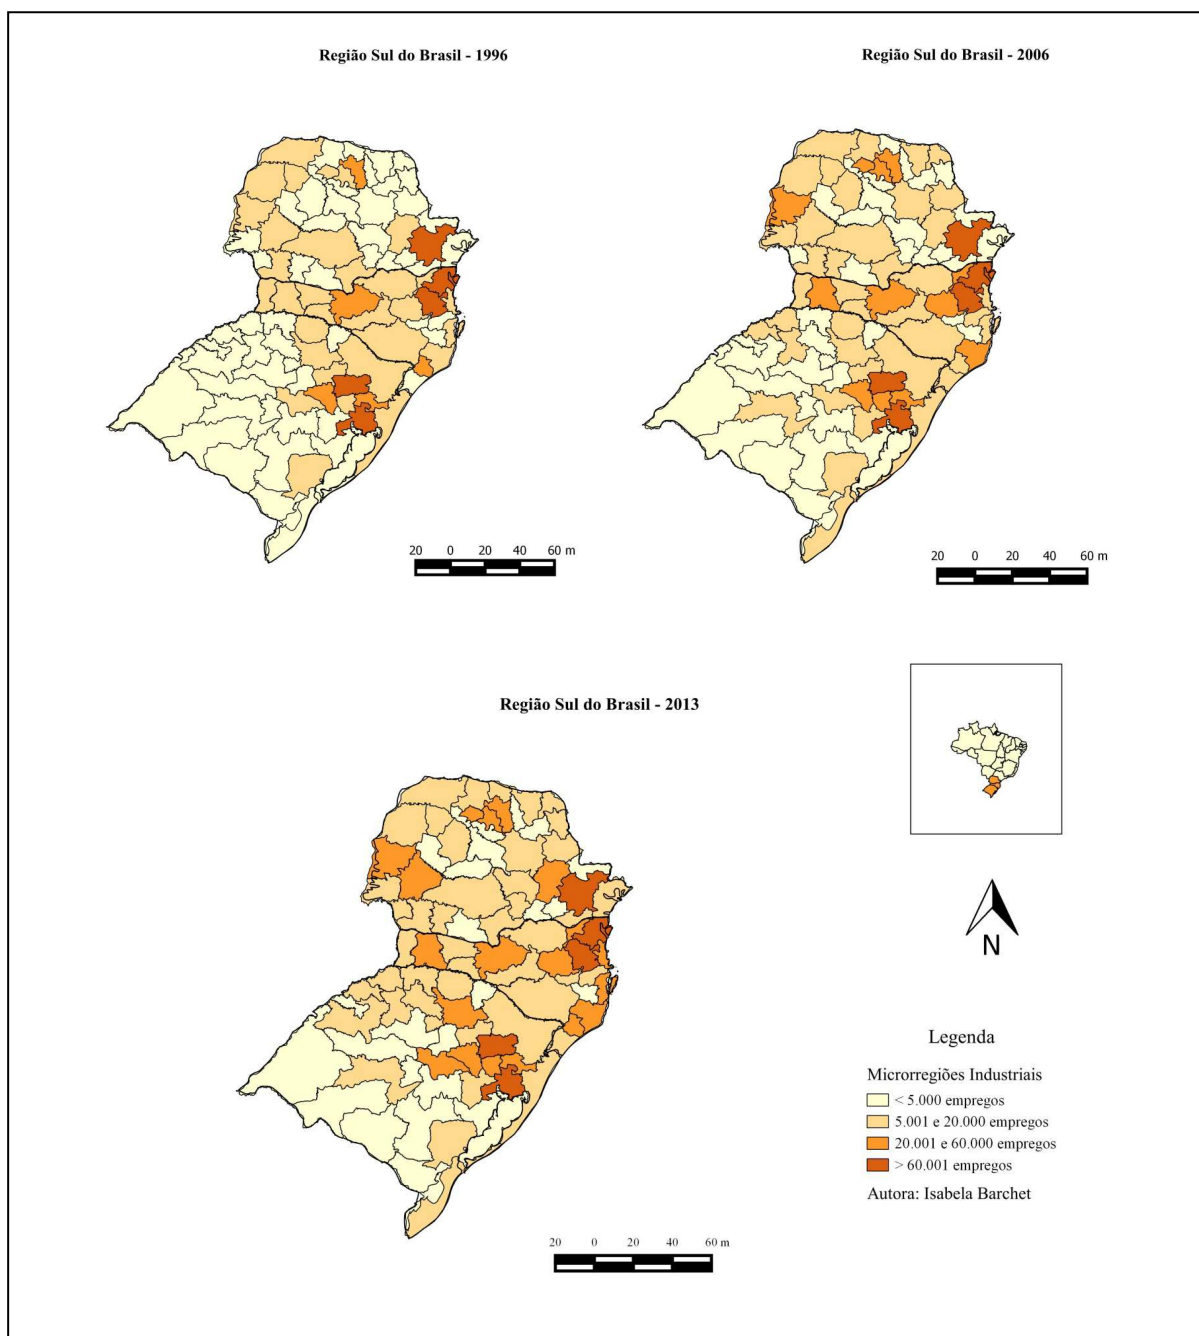 Região Sul do Brasil - 1996
Região Sul do Brasil - 2006
20 0 20 40 60 m
20 0 20 40 60 m
Região Sul do Brasil - 2013
N
Legenda
Microrregiões Industriais
< 5.000 empregos
5.001 e 20.000 empregos
20.001 e 60.000 empregos
> 60.001 empregos
Autora: Isabela Barchet
20 0 20 40 60 m